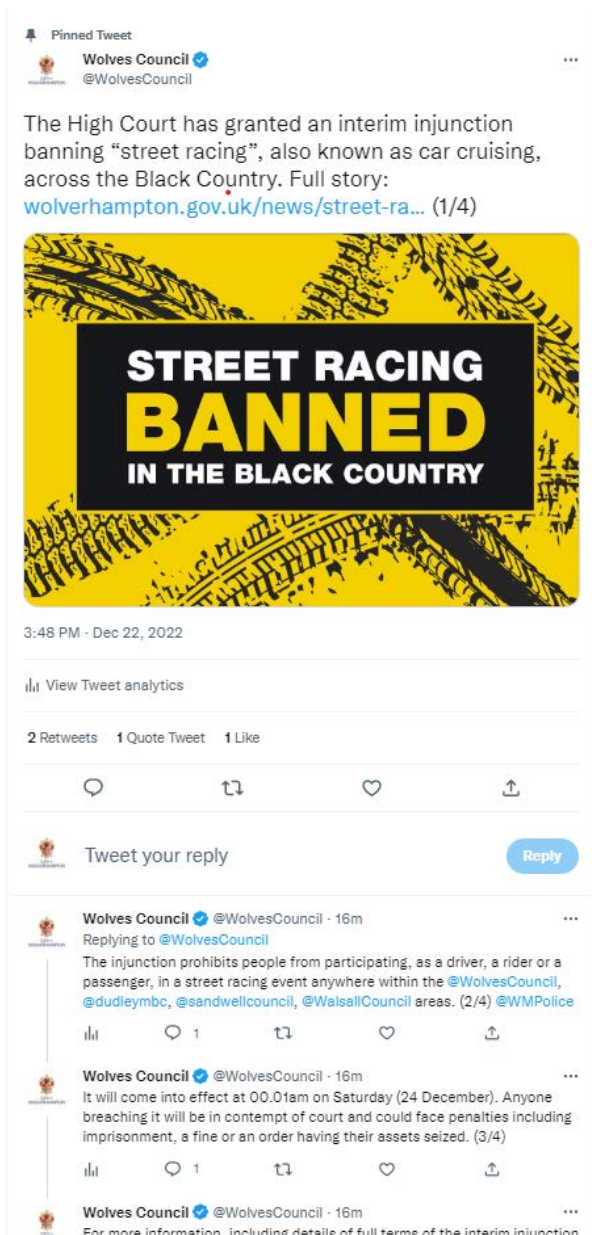 Pinned Tweet
Wolves Council
@WolvesCouncil
The High Court has granted an interim injunction
banning “street racing”, also known as car cruising,
across the Black Country. Full story:
wolverhampton.gov.uk/news/street-ra... (1/4)
STREET RACING
BANNED
IN THE BLACK COUNTRY
3:48 PM · Dec 22, 2022
View Tweet analytics
2 Retweets 1 Quote Tweet 1 Like
Tweet your reply
Reply
Wolves Council @WolvesCouncil · 16m
Replying to @WolvesCouncil
The injunction prohibits people from participating, as a driver, a rider or a
passenger, in a street racing event anywhere within the @WolvesCouncil,
@dudleymbc, @sandwellcouncil, @WalsallCouncil areas. (2/4) @WMPolice
1
Wolves Council @WolvesCouncil · 16m
It will come into effect at 00.01am on Saturday (24 December). Anyone
breaching it will be in contempt of court and could face penalties including
imprisonment, a fine or an order having their assets seized. (3/4)
1
Wolves Council @WolvesCouncil · 16m
For more information, including details of full terms of the interim injunction